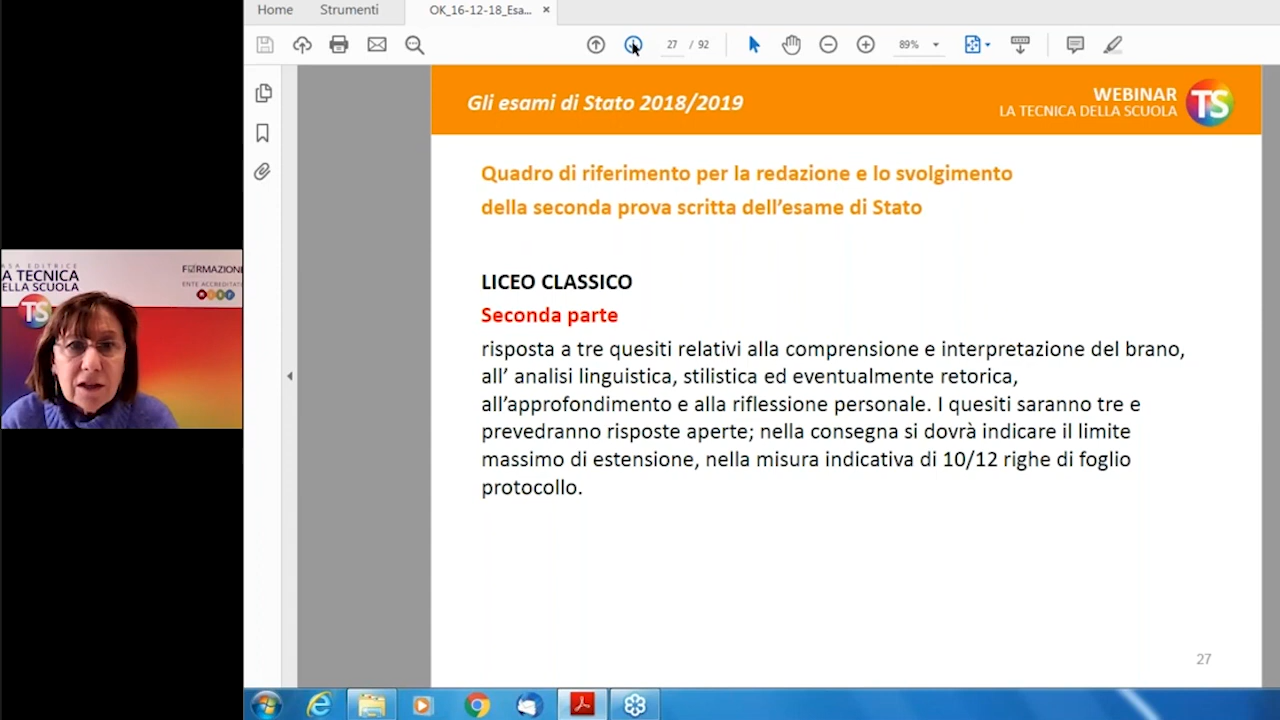 Home
Strumenti
OK_16-12-18_Esa...
27 / 92
89%
Gli esami di Stato 2018/2019
WEBINAR
LA TECNICA DELLA SCUOLA
TS
Quadro di riferimento per la redazione e lo svolgimento
della seconda prova scritta dell'esame di Stato
LICEO CLASSICO
Seconda parte
risposta a tre quesiti relativi alla comprensione e interpretazione del brano,
all' analisi linguistica, stilistica ed eventualmente retorica,
all'approfondimento e alla riflessione personale. I quesiti saranno tre e
prevedranno risposte aperte; nella consegna si dovrà indicare il limite
massimo di estensione, nella misura indicativa di 10/12 righe di foglio
protocollo.
27
ASA EDITRICE
A TECNICA
ELLA SCUOLA
TS
FORMAZIONE
ENTE ACCREDITAT